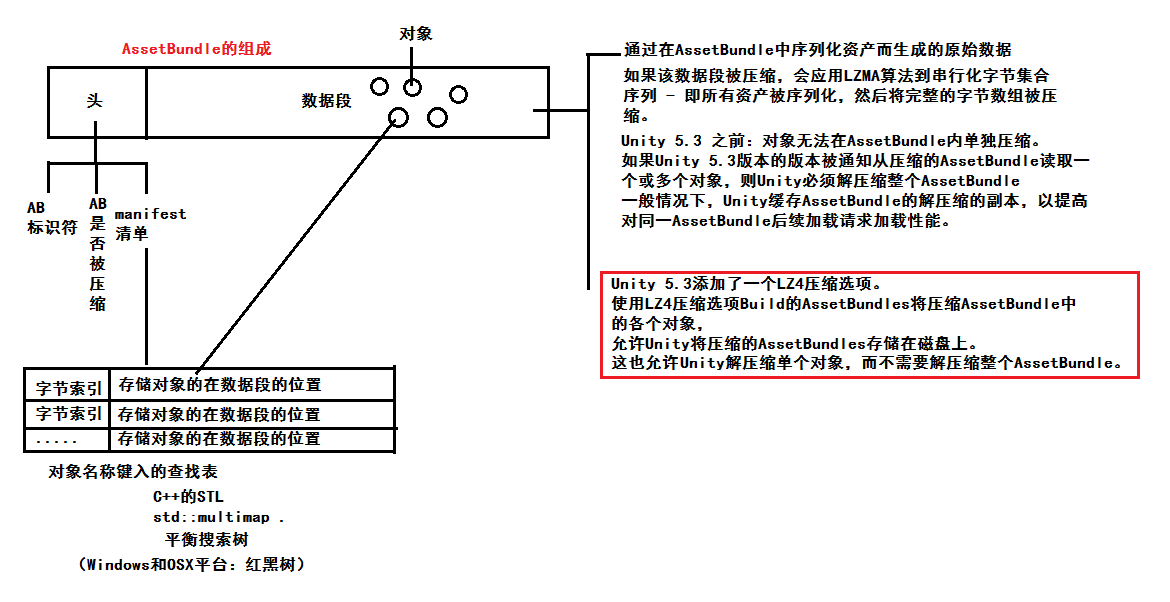 AssetBundle的组成
对象
头
数据段
AB
标识符
AB
是
否
被
压
缩
manifest
清单
字节索引
存储对象的在数据段的位置
字节索引
存储对象的在数据段的位置
.....
存储对象的在数据段的位置
对象名称键入的查找表
C++的STL
std::multimap .
平衡搜索树
（Windows和OSX平台：红黑树）
通过在AssetBundle中序列化资产而生成的原始数据
如果该数据段被压缩，会应用LZMA算法到串行化字节集合
序列 - 即所有资产被序列化，然后将完整的字节数组被压
缩。
Unity 5.3 之前：对象无法在AssetBundle内单独压缩。
如果Unity 5.3版本的版本被通知从压缩的AssetBundle读取一
个或多个对象，则Unity必须解压缩整个AssetBundle
一般情况下，Unity缓存AssetBundle的解压缩的副本，以提高
对同一AssetBundle后续加载请求加载性能。
Unity 5.3添加了一个LZ4压缩选项。
使用LZ4压缩选项Build的AssetBundles将压缩AssetBundle中
的各个对象，
允许Unity将压缩的AssetBundles存储在磁盘上。
这也允许Unity解压缩单个对象，而不需要解压缩整个AssetBundle。